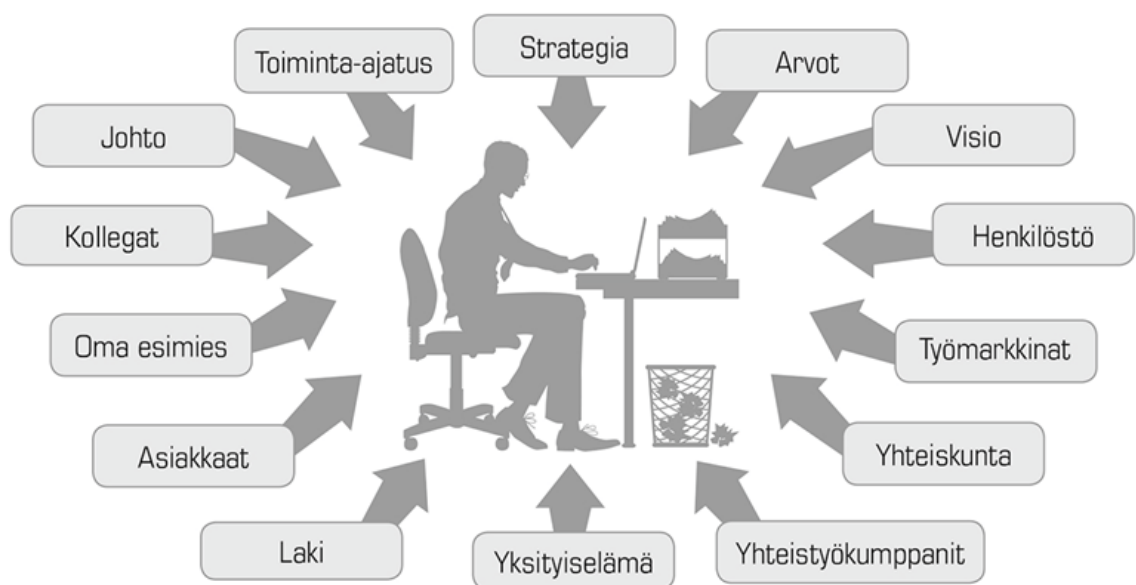 Toiminta-ajatus
Strategia
Arvot
Johto
Visio
Kollegat
Henkilöstö
Oma esimies
Työmarkkinat
Asiakkaat
Yhteiskunta
Laki
Yksityiselämä
Yhteistyökumppanit